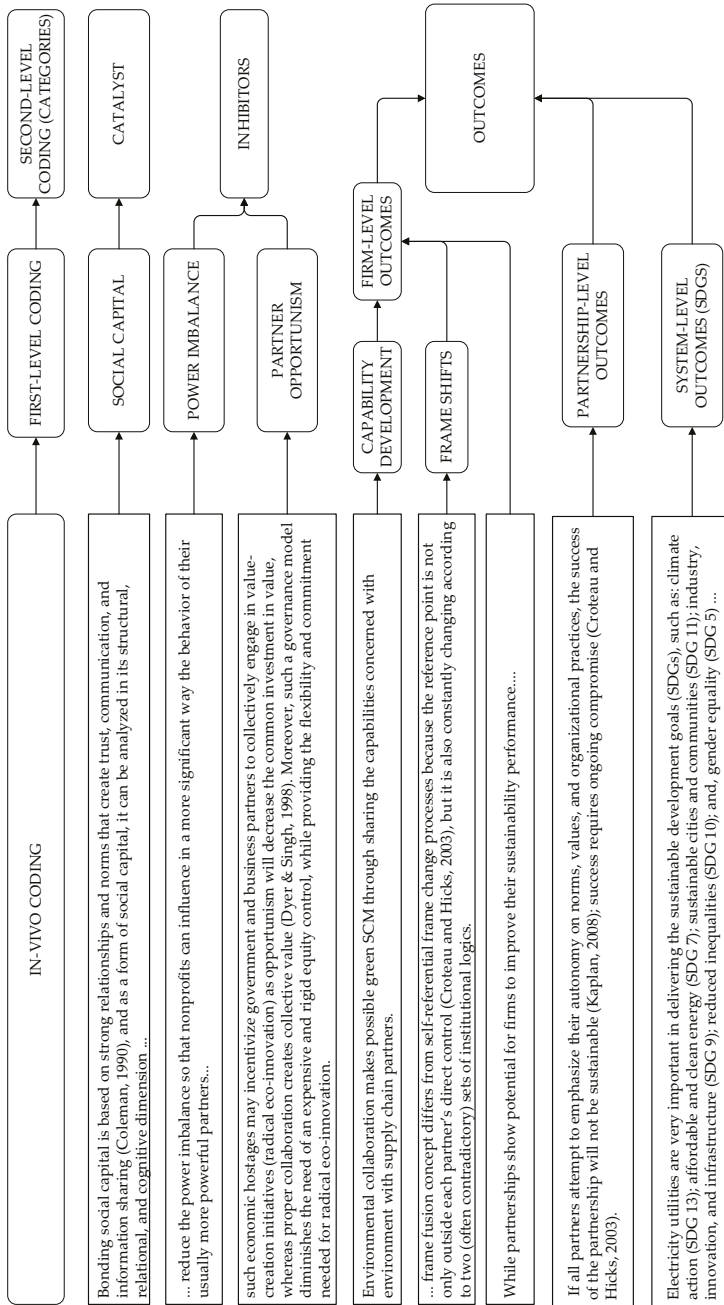 IN-VIVO CODING
FIRST-LEVEL CODING
SECOND-LEVEL
CODING (CATEGORIES)
Bonding social capital is based on strong relationships and norms that create trust, communication, and
information sharing (Coleman, 1990), and as a form of social capital, it can be analyzed in its structural,
relational, and cognitive dimension ...
SOCIAL CAPITAL
CATALYST
... reduce the power imbalance so that nonprofits can influence in a more significant way the behavior of their
usually more powerful partners...
POWER IMBALANCE
INHIBITORS
such economic hostages may incentivize government and business partners to collectively engage in value-
creation initiatives (radical eco-innovation) as opportunism will decrease the common investment in value,
whereas proper collaboration creates collective value (Dyer & Singh, 1998). Moreover, such a governance model
diminishes the need of an expensive and rigid equity control, while providing the flexibility and commitment
needed for radical eco-innovation.
PARTNER
OPPORTUNISM
Environmental collaboration makes possible green SCM through sharing the capabilities concerned with
environment with supply chain partners.
CAPABILITY
DEVELOPMENT
FIRM-LEVEL
OUTCOMES
... frame fusion concept differs from self-referential frame change processes because the reference point is not
only outside each partner's direct control (Croteau and Hicks, 2003), but it is also constantly changing according
to two (often contradictory) sets of institutional logics.
FRAME SHIFTS
While partnerships show potential for firms to improve their sustainability performance....
OUTCOMES
If all partners attempt to emphasize their autonomy on norms, values, and organizational practices, the success
of the partnership will not be sustainable (Kaplan, 2008); success requires ongoing compromise (Croteau and
Hicks, 2003).
PARTNERSHIP-LEVEL
OUTCOMES
Electricity utilities are very important in delivering the sustainable development goals (SDGs), such as: climate
action (SDG 13); affordable and clean energy (SDG 7); sustainable cities and communities (SDG 11); industry,
innovation, and infrastructure (SDG 9); reduced inequalities (SDG 10); and, gender equality (SDG 5) ...
SYSTEM-LEVEL
OUTCOMES (SDGS)